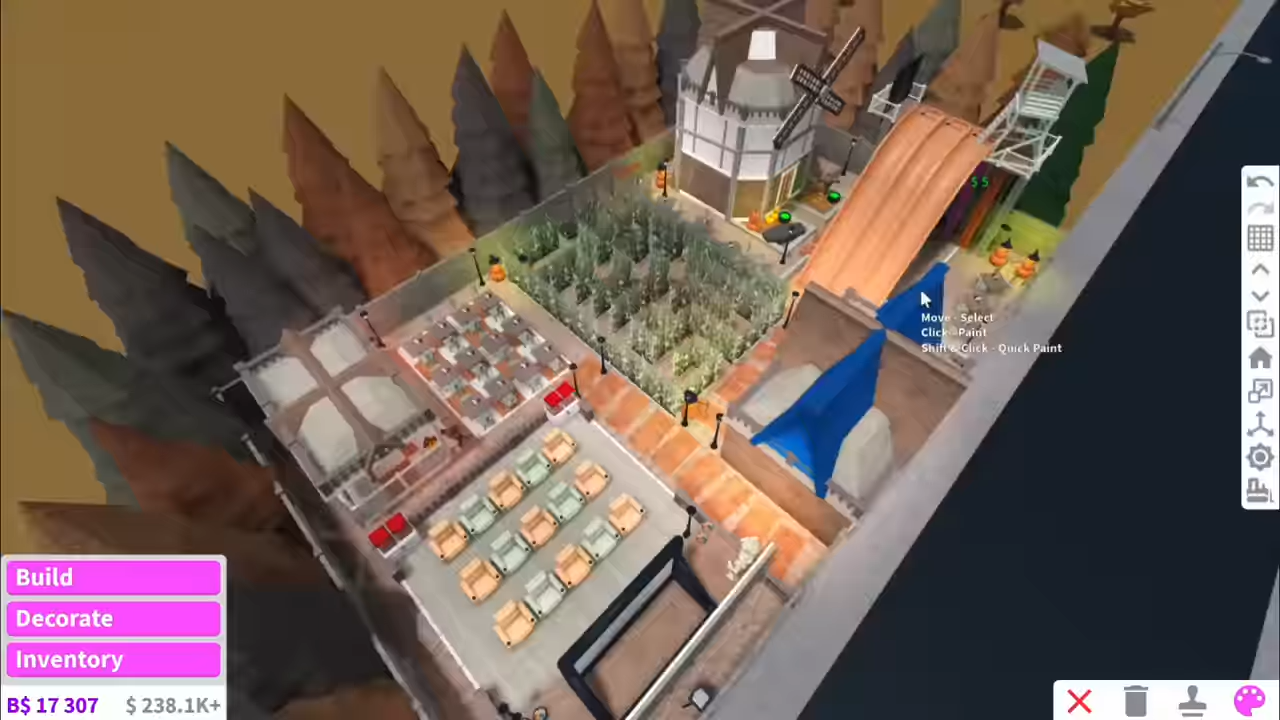 $ $
Move - Select
Click - Paint
Shift & Click - Quick Paint
Build
Decorate
Inventory
B$ 17 307
$ 238.1K+